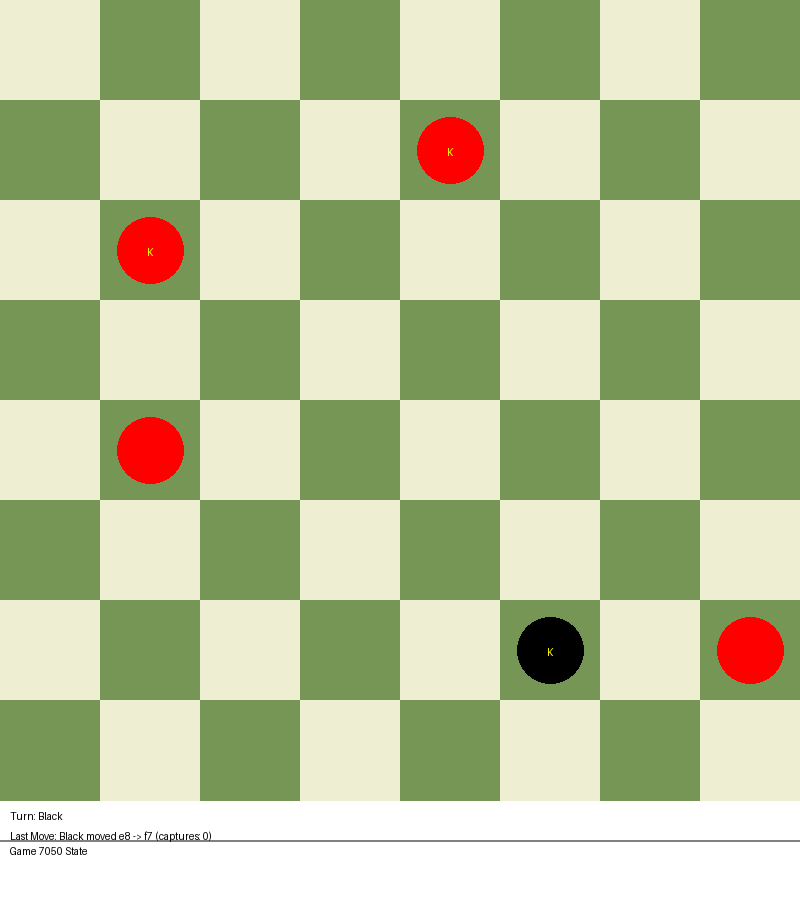 K
K
K
Turn: Black
Last Move: Black moved e8 -> f7 (captures: 0)
Game 7050 State